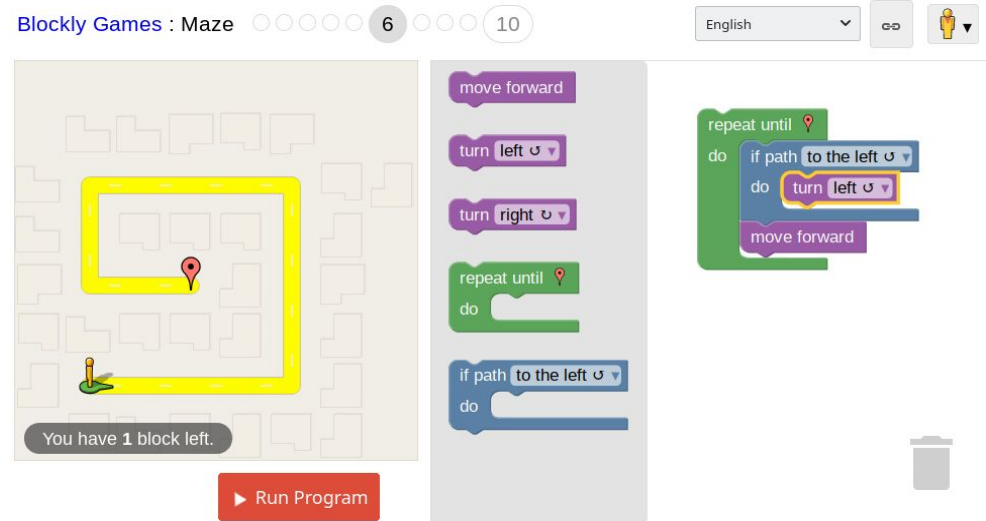 Blockly Games : Maze 6 10
English
move forward
turn left ↺ ▾
turn right ↻ ▾
repeat until
do
if path to the left ↺ ▾
do
repeat until
do if path to the left ↺ ▾
do turn left ↺ ▾
move forward
You have 1 block left.
Run Program